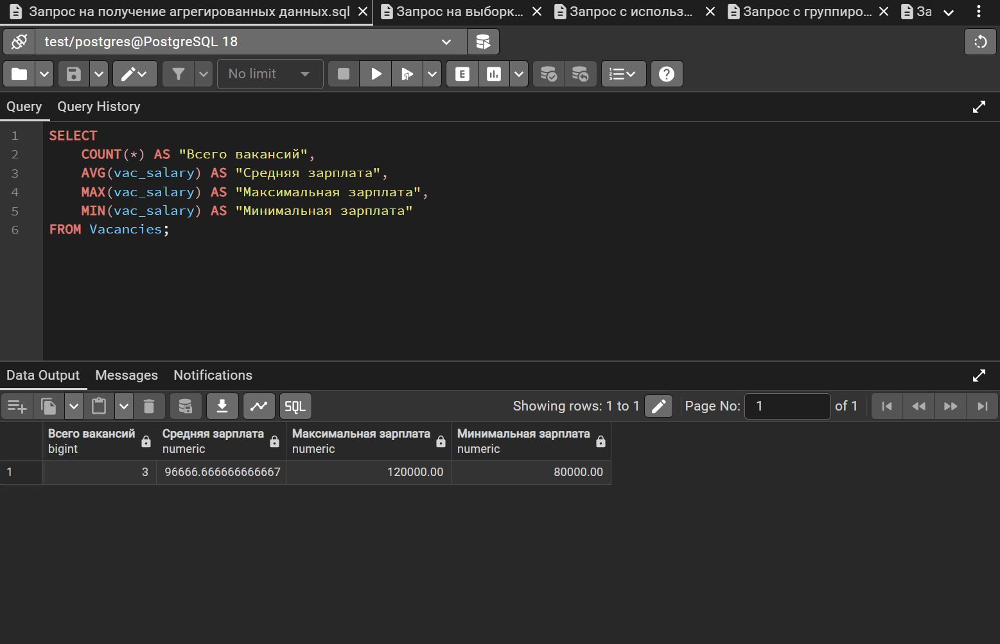 Запрос на получение агрегированных данных.sql
Запрос на выборк...
Запрос с использ...
Запрос с группиро...
За
test/postgres@PostgreSQL 18
No limit
E
Query
Query History
1 SELECT
2 COUNT(*) AS "Всего вакансий",
3 AVG(vac_salary) AS "Средняя зарплата",
4 MAX(vac_salary) AS "Максимальная зарплата",
5 MIN(vac_salary) AS "Минимальная зарплата"
6 FROM Vacancies;
Data Output
Messages
Notifications
SQL
Showing rows: 1 to 1
Page No: 1 of 1
Всего вакансий Средняя зарплата Максимальная зарплата Минимальная зарплата
bigint numeric numeric numeric
1 3 96666.666666666667 120000.00 80000.00